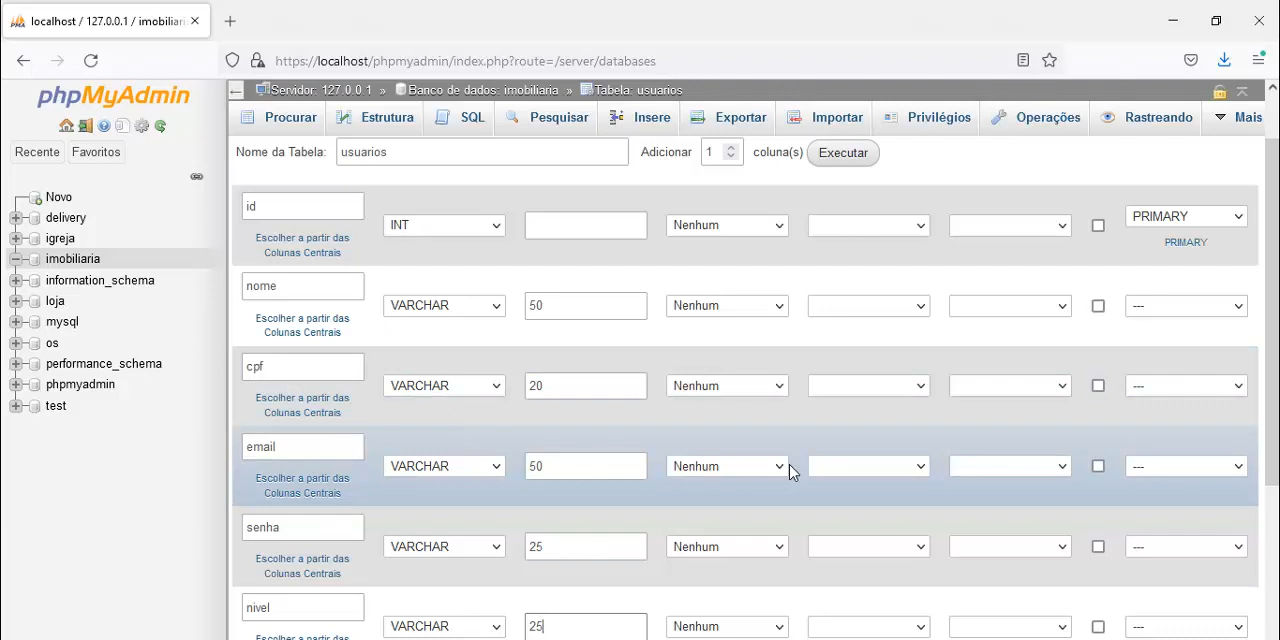 localhost / 127.0.0.1 / imobiliari
https://localhost/phpmyadmin/index.php?route=/server/databases
phpMyAdmin
Recente Favoritos
Novo
delivery
igreja
imobiliaria
information_schema
loja
mysql
os
performance_schema
phpmyadmin
test
Servidor: 127.0.0.1 » Banco de dados: imobiliaria » Tabela: usuarios
Procurar Estrutura SQL Pesquisar Insere Exportar Importar Privilégios Operações Rastreando Mais
Nome da Tabela: usuarios Adicionar 1 coluna(s) Executar
id INT Nenhum PRIMARY
Escolher a partir das
Colunas Centrais
PRIMARY
nome VARCHAR 50 Nenhum ---
Escolher a partir das
Colunas Centrais
cpf VARCHAR 20 Nenhum ---
Escolher a partir das
Colunas Centrais
email VARCHAR 50 Nenhum ---
Escolher a partir das
Colunas Centrais
senha VARCHAR 25 Nenhum ---
Escolher a partir das
Colunas Centrais
nivel VARCHAR 25 Nenhum ---
Escolher a partir das